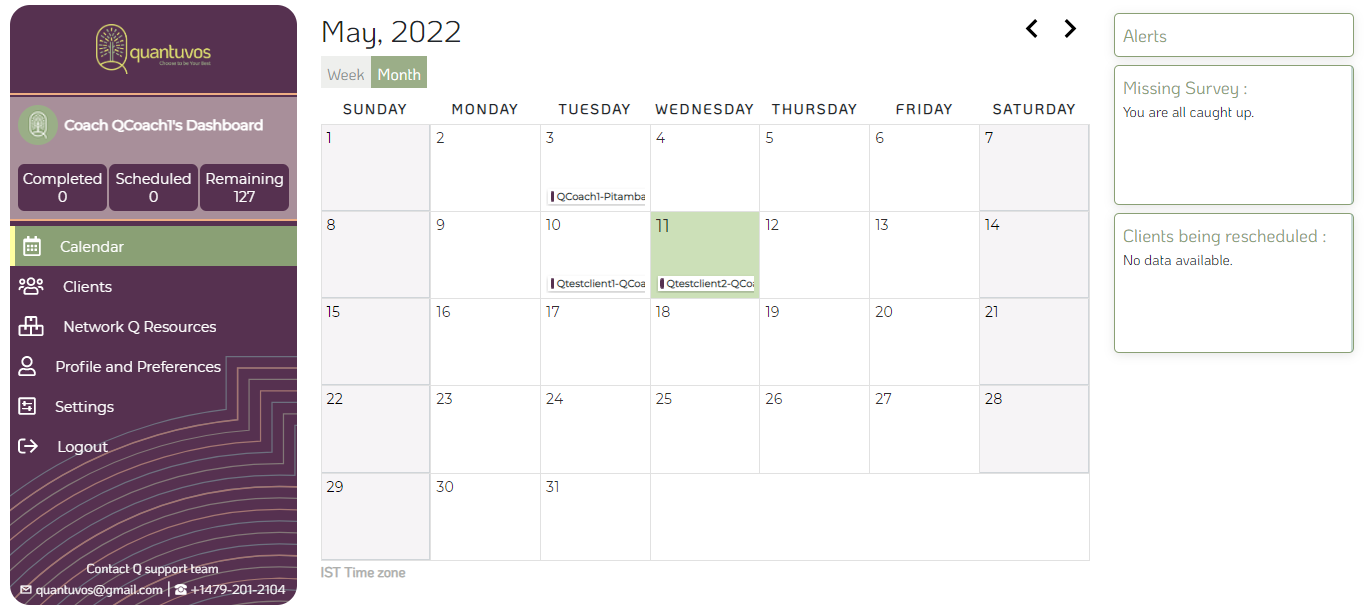 quantuvos
Choose to be Your Best
Coach QCoach1's Dashboard
Completed
0
Scheduled
0
Remaining
127
Calendar
Clients
Network Q Resources
Profile and Preferences
Settings
Logout
Contact Q support team
quantuvos@gmail.com | +1479-201-2104
May, 2022
Week Month
SUNDAY MONDAY TUESDAY WEDNESDAY THURSDAY FRIDAY SATURDAY
1 2 3 4 5 6 7
QCoach1-Pitamba
8 9 10 11 12 13 14
Qtestclient1-QCoa Qtestclient2-QCoa
15 16 17 18 19 20 21
22 23 24 25 26 27 28
29 30 31
IST Time zone
Alerts
Missing Survey :
You are all caught up.
Clients being rescheduled :
No data available.